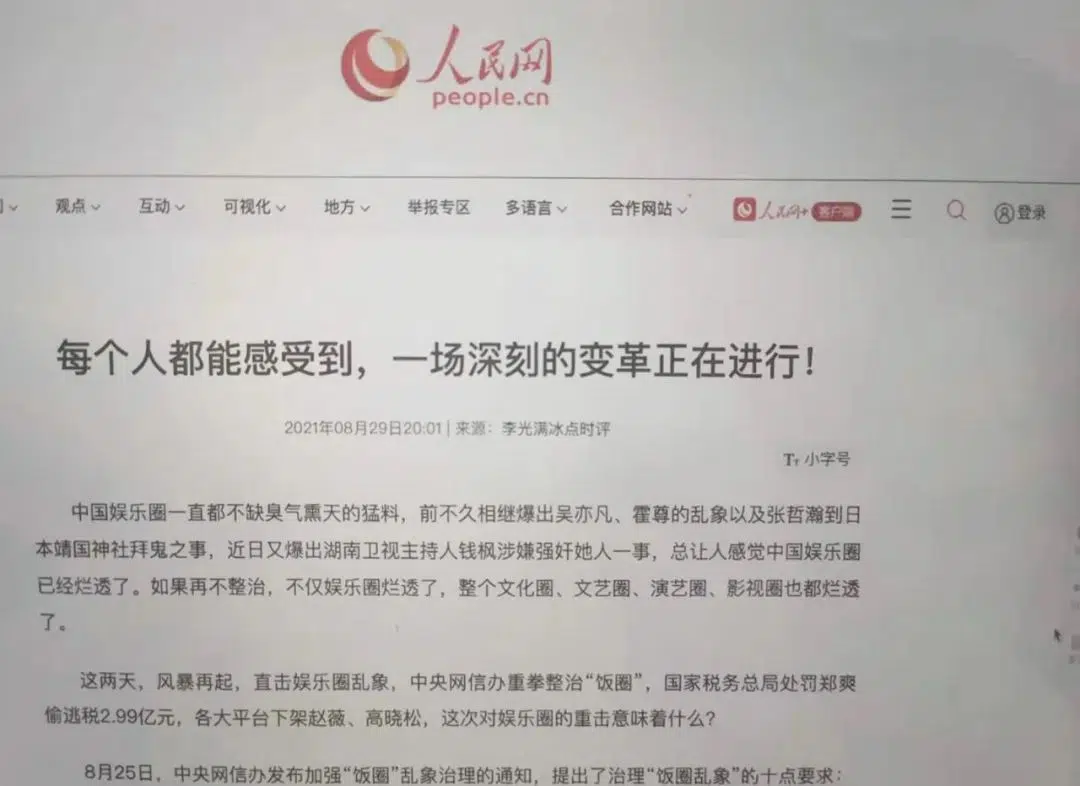 人民网
people.cn
观点 互动 可视化 地方 举报专区 多语言 合作网站 人民网+ 客户端 登录
每个人都能感受到，一场深刻的变革正在进行！
2021年08月29日20:01 | 来源：李光满冰点时评
TT 小字号
中国娱乐圈一直都不缺臭气熏天的猛料，前不久相继爆出吴亦凡、霍尊的乱象以及张哲瀚到日
本靖国神社拜鬼之事，近日又爆出湖南卫视主持人钱枫涉嫌强奸她人一事，总让人感觉中国娱乐圈
已经烂透了。如果再不整治，不仅娱乐圈烂透了，整个文化圈、文艺圈、演艺圈、影视圈也都烂透
了。
这两天，风暴再起，直击娱乐圈乱象，中央网信办重拳整治“饭圈”，国家税务总局处罚郑爽
偷逃税2.99亿元，各大平台下架赵薇、高晓松，这次对娱乐圈的重击意味着什么？
8月25日，中央网信办发布加强“饭圈”乱象治理的通知，提出了治理“饭圈乱象”的十点要求：